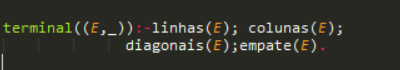 terminal((E,_)):-linhas(E); colunas(E);
diagonais(E);empate(E).